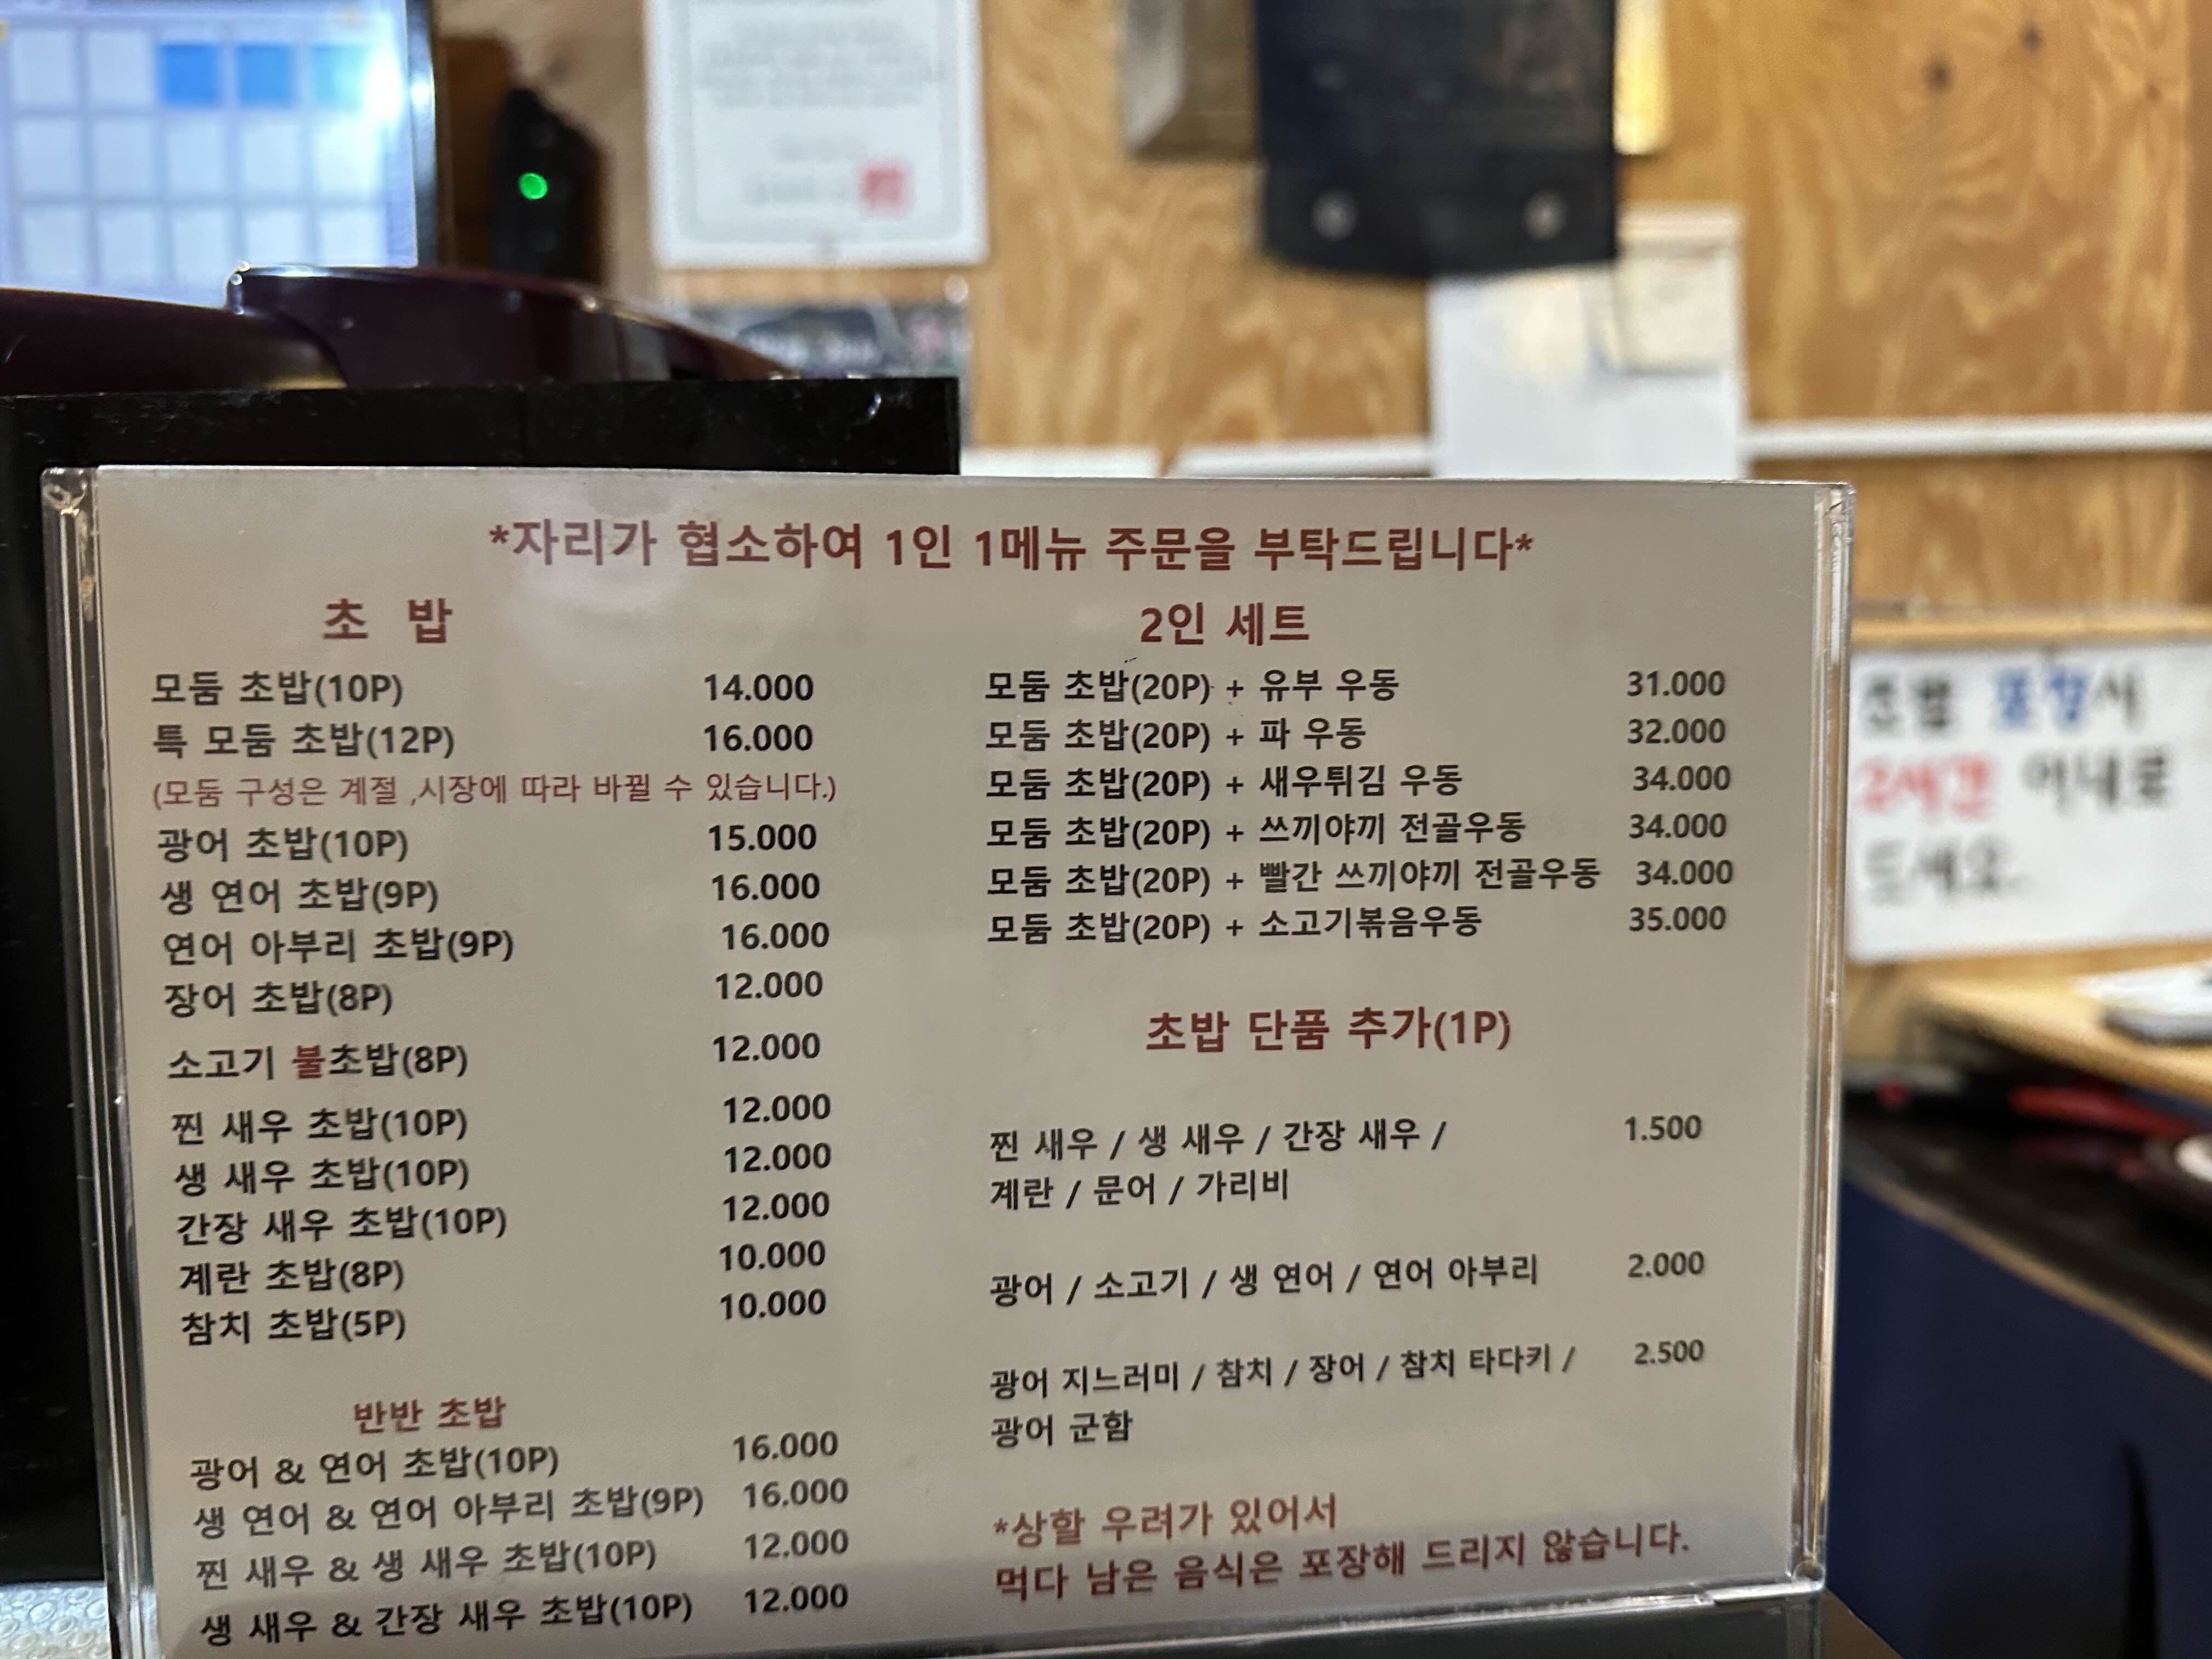 *자리가 협소하여 1인 1메뉴 주문을 부탁드립니다*
초 밥
모둠 초밥(10P) 14.000
특 모둠 초밥(12P) 16.000
(모둠 구성은 계절 ,시장에 따라 바뀔 수 있습니다.)
광어 초밥(10P) 15.000
생 연어 초밥(9P) 16.000
연어 아부리 초밥(9P) 16.000
장어 초밥(8P) 12.000
소고기 불초밥(8P) 12.000
찐 새우 초밥(10P) 12.000
생 새우 초밥(10P) 12.000
간장 새우 초밥(10P) 12.000
계란 초밥(8P) 10.000
참치 초밥(5P) 10.000
반반 초밥
광어 & 연어 초밥(10P) 16.000
생 연어 & 연어 아부리 초밥(9P) 16.000
찐 새우 & 생 새우 초밥(10P) 12.000
생 새우 & 간장 새우 초밥(10P) 12.000
2인 세트
모둠 초밥(20P) + 유부 우동 31.000
모둠 초밥(20P) + 파 우동 32.000
모둠 초밥(20P) + 새우튀김 우동 34.000
모둠 초밥(20P) + 쓰끼야끼 전골우동 34.000
모둠 초밥(20P) + 빨간 쓰끼야끼 전골우동 34.000
모둠 초밥(20P) + 소고기볶음우동 35.000
초밥 단품 추가(1P)
찐 새우 / 생 새우 / 간장 새우 / 1.500
계란 / 문어 / 가리비
광어 / 소고기 / 생 연어 / 연어 아부리 2.000
광어 지느러미 / 참치 / 장어 / 참치 타다키 / 2.500
광어 군함
*상할 우려가 있어서
먹다 남은 음식은 포장해 드리지 않습니다.
초밥 포장시
2시간 이내로
드세요.